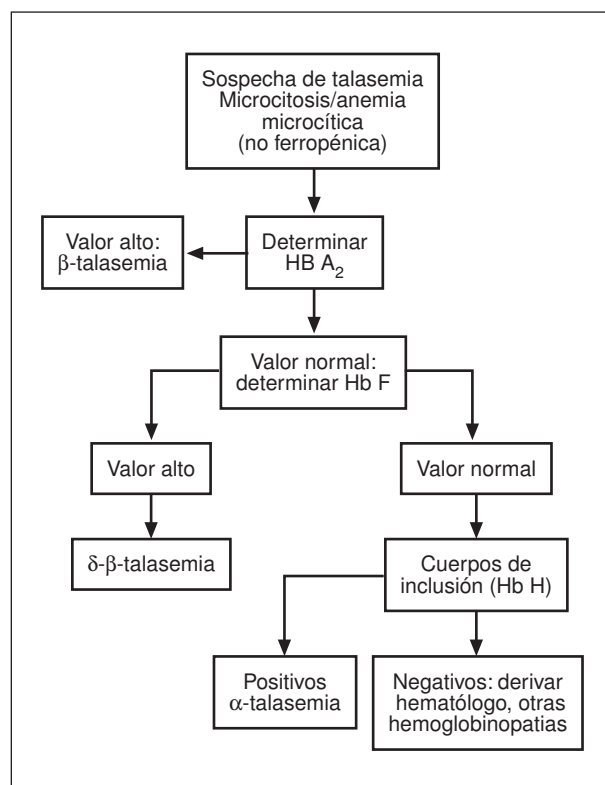 Sospecha de talasemia
Microcitosis/anemia
microcítica
(no ferropénica)
Valor alto:
β-talasemia
Determinar
HB A₂
Valor normal:
determinar Hb F
Valor alto
Valor normal
δ-β-talasemia
Cuerpos de
inclusión (Hb H)
Positivos
α-talasemia
Negativos: derivar
hematólogo, otras
hemoglobinopatias